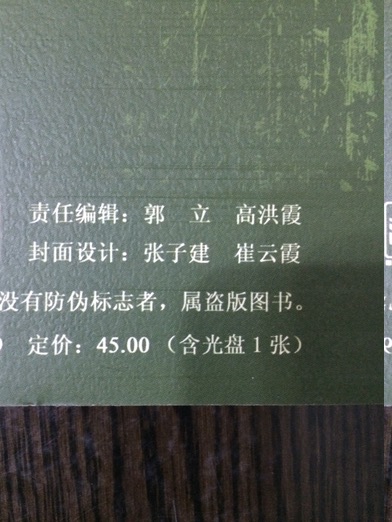 责任编辑：郭 立 高洪霞
封面设计：张子建 崔云霞
没有防伪标志者，属盗版图书。
定价：45.00（含光盘1张）